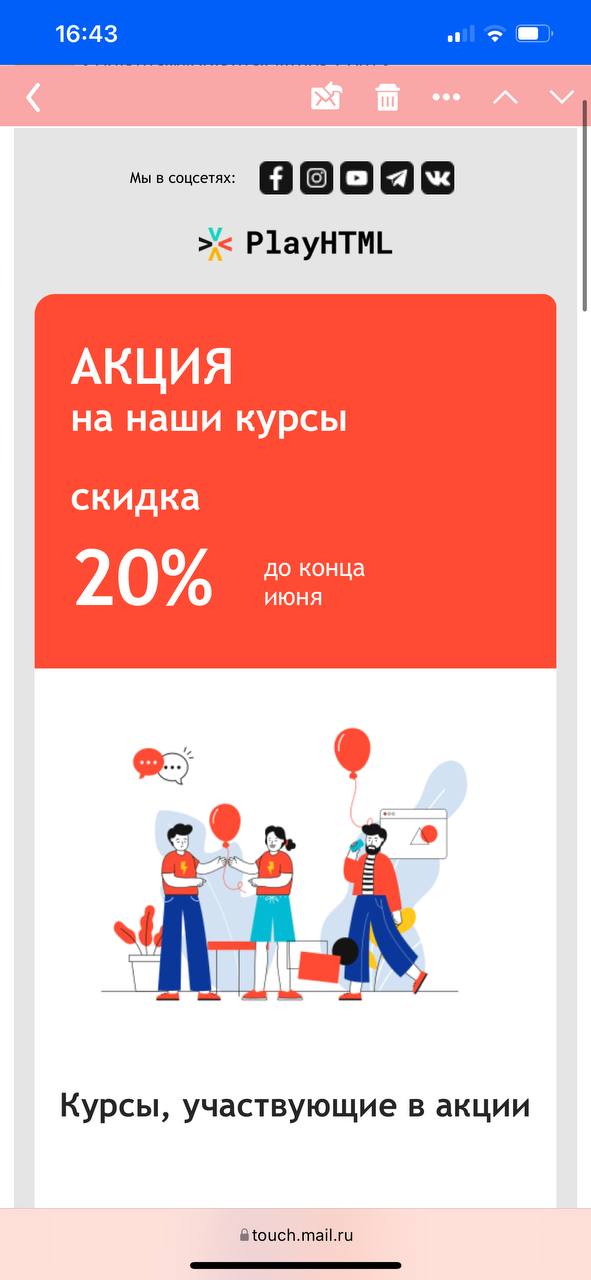 16:43
Мы в соцсетях:
PlayHTML
АКЦИЯ
на наши курсы
скидка
20%
до конца
июня
Курсы, участвующие в акции
touch.mail.ru